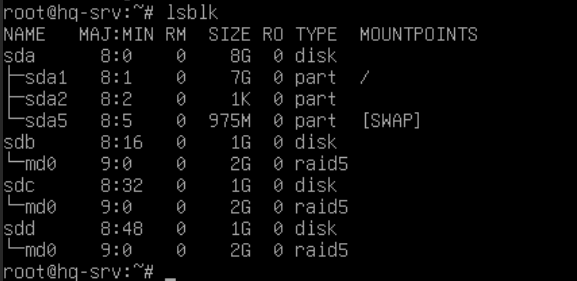 root@hq-srv:~# lsblk
NAME   MAJ:MIN RM  SIZE RO TYPE  MOUNTPOINTS
sda      8:0    0    8G  0 disk
├─sda1   8:1    0    7G  0 part  /
├─sda2   8:2    0    1K  0 part
└─sda5   8:5    0  975M  0 part  [SWAP]
sdb      8:16   0    1G  0 disk
└─md0    9:0    0    2G  0 raid5
sdc      8:32   0    1G  0 disk
└─md0    9:0    0    2G  0 raid5
sdd      8:48   0    1G  0 disk
└─md0    9:0    0    2G  0 raid5
root@hq-srv:~# _